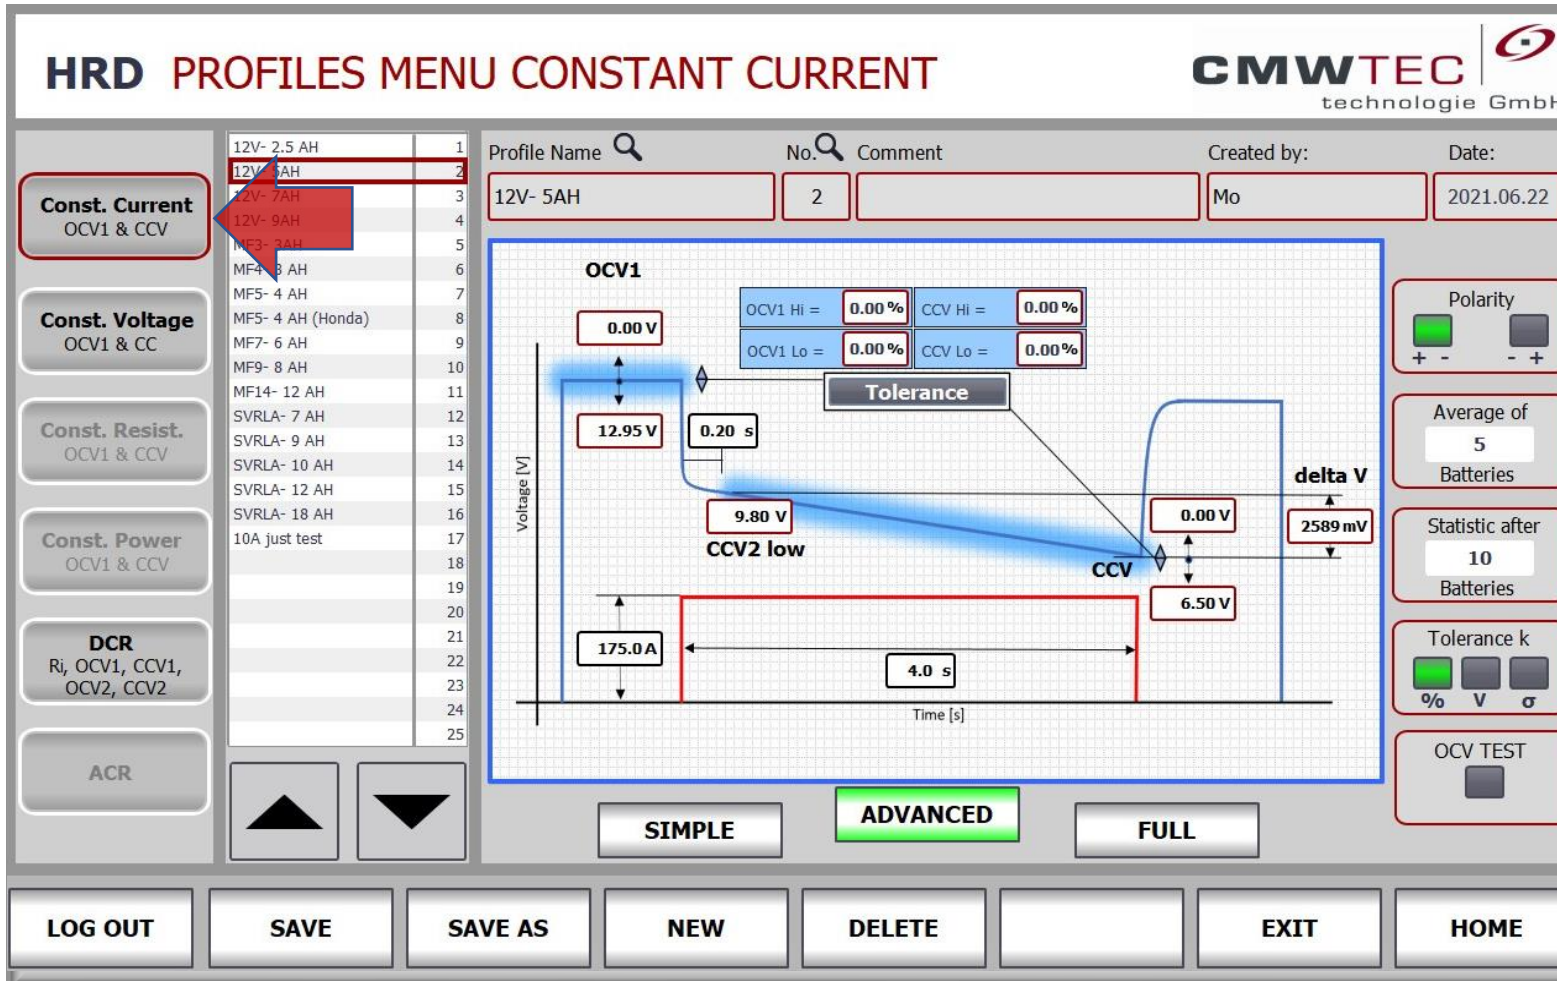 HRD PROFILES MENU CONSTANT CURRENT
CMWTEC
technologie GmbH
Const. Current
OCV1 & CCV
Const. Voltage
OCV1 & CC
Const. Resist.
OCV1 & CCV
Const. Power
OCV1 & CCV
DCR
Ri, OCV1, CCV1,
OCV2, CCV2
ACR
12V- 2.5 AH 1
12V- 5AH 2
12V- 7AH 3
12V- 9AH 4
MF3- 3AH 5
MF4- 3 AH 6
MF5- 4 AH 7
MF5- 4 AH (Honda) 8
MF7- 6 AH 9
MF9- 8 AH 10
MF14- 12 AH 11
SVRLA- 7 AH 12
SVRLA- 9 AH 13
SVRLA- 10 AH 14
SVRLA- 12 AH 15
SVRLA- 18 AH 16
10A just test 17
18
19
20
21
22
23
24
25
Profile Name No. Comment Created by: Date:
12V- 5AH 2 Mo 2021.06.22
OCV1
0.00 V
12.95 V
0.20 s
OCV1 Hi = 0.00 % CCV Hi = 0.00 %
OCV1 Lo = 0.00 % CCV Lo = 0.00 %
Tolerance
Voltage [V]
9.80 V
CCV2 low
CCV
0.00 V
6.50 V
delta V
2589 mV
175.0 A
4.0 s
Time [s]
SIMPLE
ADVANCED
FULL
Polarity
+ - - +
Average of
5
Batteries
Statistic after
10
Batteries
Tolerance k
% V σ
OCV TEST
LOG OUT SAVE SAVE AS NEW DELETE EXIT HOME